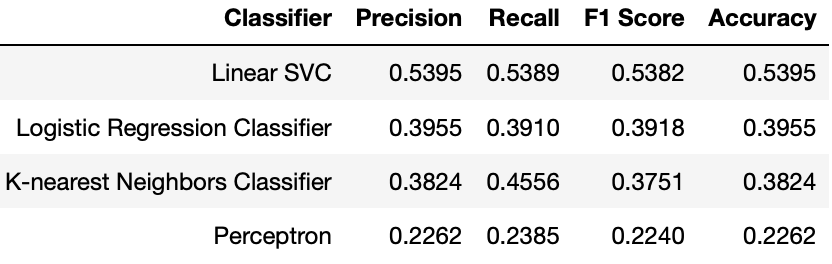 Classifier Precision Recall F1 Score Accuracy
Linear SVC 0.5395 0.5389 0.5382 0.5395
Logistic Regression Classifier 0.3955 0.3910 0.3918 0.3955
K-nearest Neighbors Classifier 0.3824 0.4556 0.3751 0.3824
Perceptron 0.2262 0.2385 0.2240 0.2262